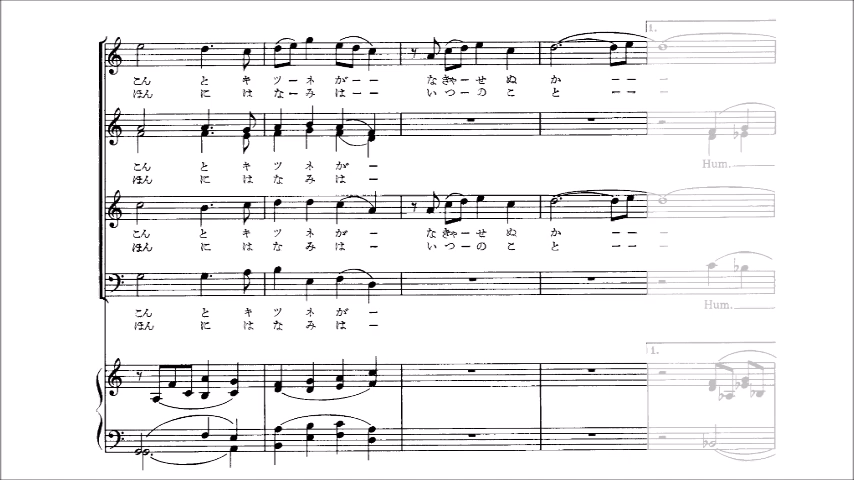 1.
こん と キ ツ ー ネ が ー ー な きゃ ー せ ぬ か ー ー
ほん に は な ー み は ー ー い つ ー の こ と ー ー
こん と キ ツ ネ が ー
ほん に は な み は ー
Hum.
こん と キ ツ ネ が ー な きゃ ー せ ぬ か ー ー
ほん に は な み は ー い つ ー の こ と ー ー
こん と キ ツ ネ が ー
ほん に は な み は ー
Hum.
1.